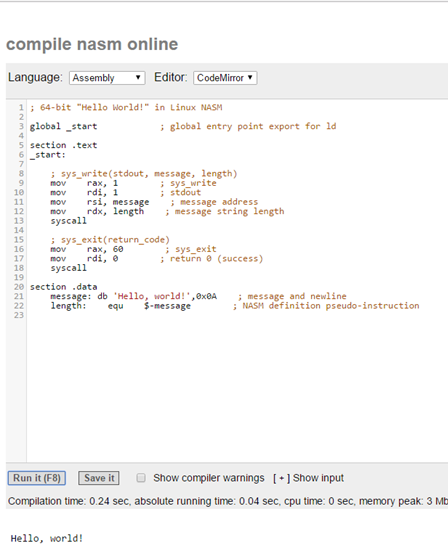 compile nasm online
Language: Assembly Editor: CodeMirror
1 ; 64-bit "Hello World!" in Linux NASM
2
3 global _start ; global entry point export for ld
4
5 section .text
6 _start:
7
8 ; sys_write(stdout, message, length)
9 mov rax, 1 ; sys_write
10 mov rdi, 1 ; stdout
11 mov rsi, message ; message address
12 mov rdx, length ; message string length
13 syscall
14
15 ; sys_exit(return_code)
16 mov rax, 60 ; sys_exit
17 mov rdi, 0 ; return 0 (success)
18 syscall
19
20 section .data
21 message: db 'Hello, world!',0x0A ; message and newline
22 length: equ $-message ; NASM definition pseudo-instruction
23
Run it (F8) Save it Show compiler warnings [ + ] Show input
Compilation time: 0.24 sec, absolute running time: 0.04 sec, cpu time: 0 sec, memory peak: 3 Mb
Hello, world!